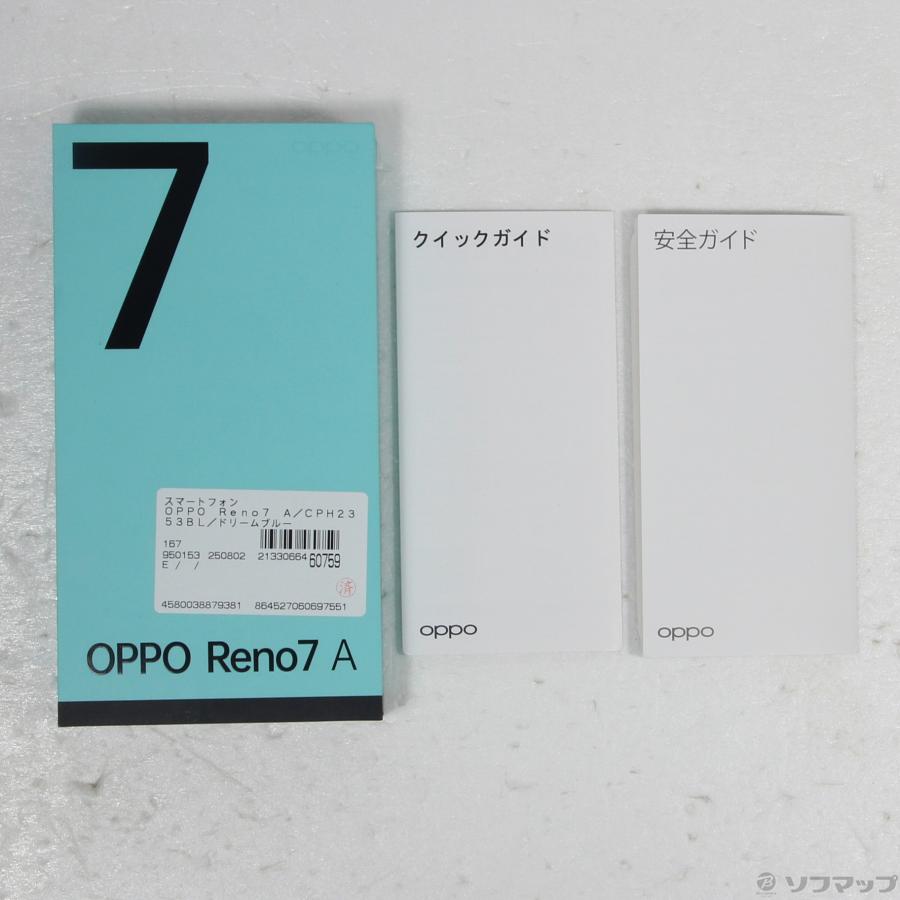 7
oppo
スマートフォン
OPPO Reno7 A／CPH23
53BL／ドリームブルー
167
950153 250802 21330664 60759
E / /
済
4580038879381 864527060697551
OPPO Reno7 A
クイックガイド
oppo
安全ガイド
oppo
ソフマップ